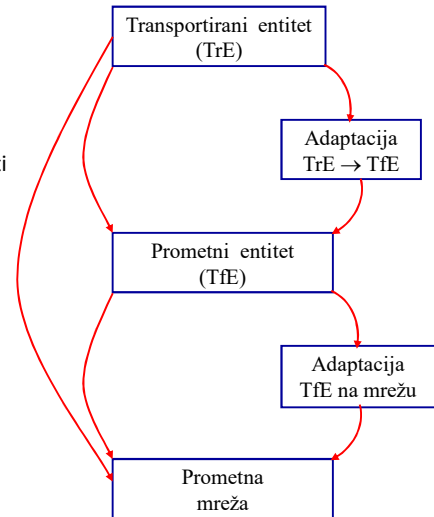 Transportirani entitet
(TrE)
Adaptacija
TrE → TfE
Prometni entitet
(TfE)
Adaptacija
TfE na mrežu
Prometna
mreža